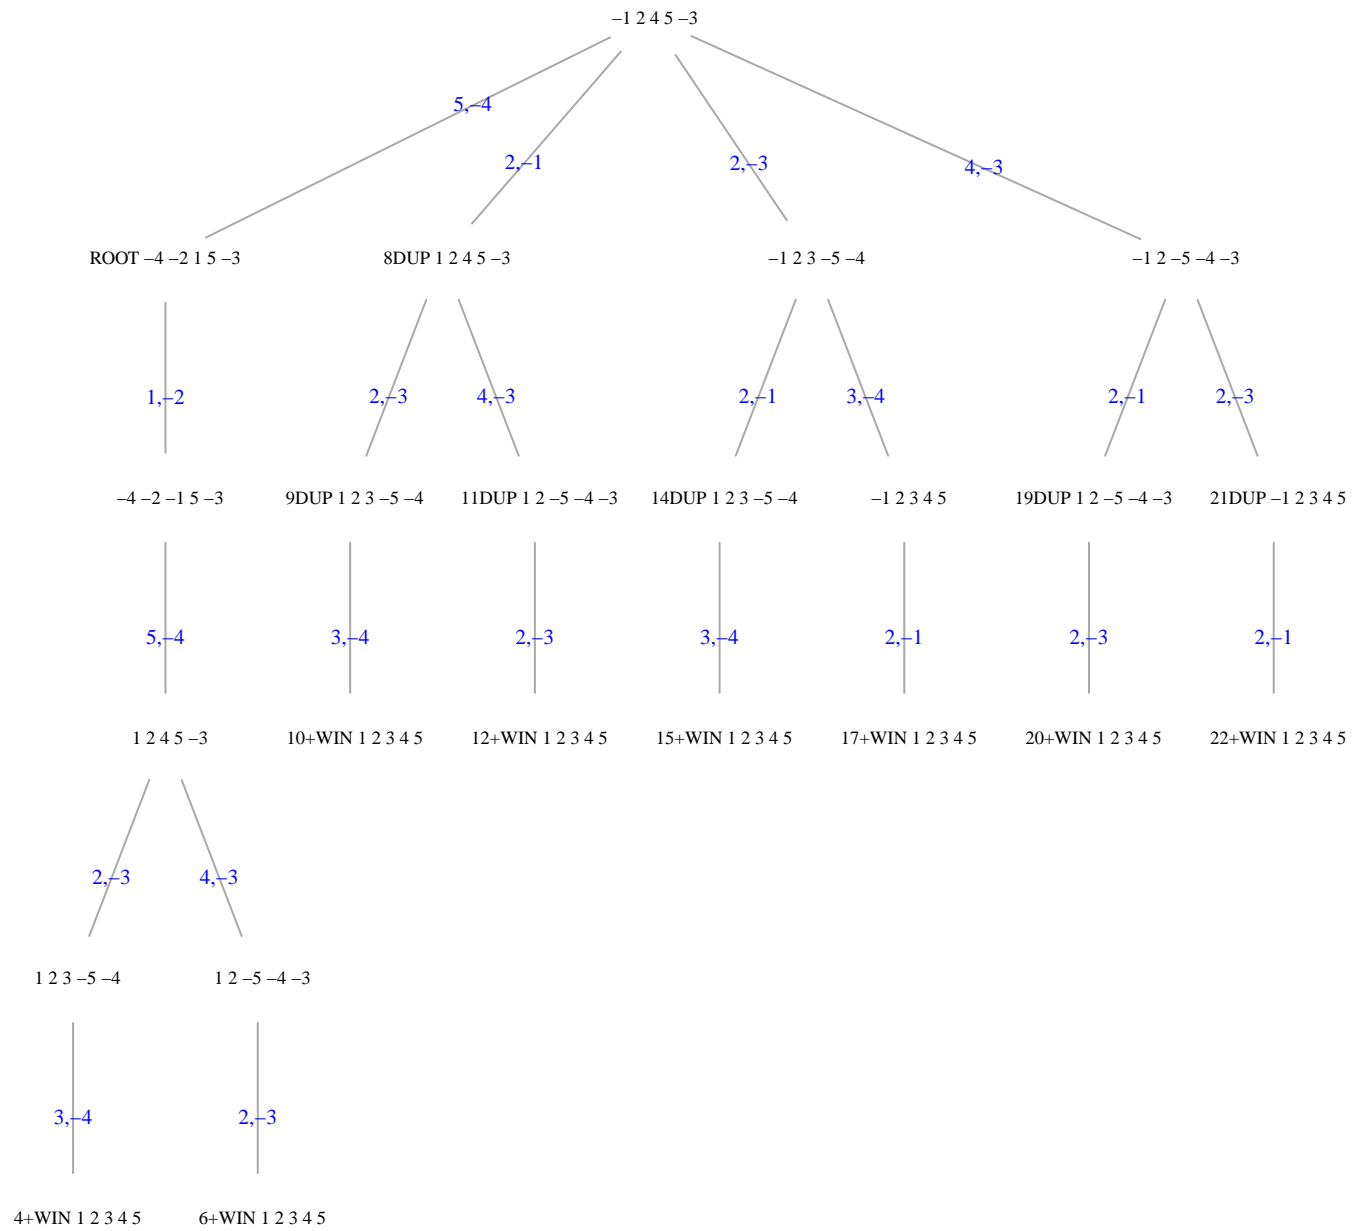 –1 2 4 5 –3
5,–4
2,–1
2,–3
4,–3
ROOT –4 –2 1 5 –3
8DUP 1 2 4 5 –3
–1 2 3 –5 –4
–1 2 –5 –4 –3
1,–2
2,–3
4,–3
2,–1
3,–4
2,–1
2,–3
–4 –2 –1 5 –3
9DUP 1 2 3 –5 –4
11DUP 1 2 –5 –4 –3
14DUP 1 2 3 –5 –4
–1 2 3 4 5
19DUP 1 2 –5 –4 –3
21DUP –1 2 3 4 5
5,–4
3,–4
2,–3
3,–4
2,–1
2,–3
2,–1
1 2 4 5 –3
10+WIN 1 2 3 4 5
12+WIN 1 2 3 4 5
15+WIN 1 2 3 4 5
17+WIN 1 2 3 4 5
20+WIN 1 2 3 4 5
22+WIN 1 2 3 4 5
2,–3
4,–3
1 2 3 –5 –4
1 2 –5 –4 –3
3,–4
2,–3
4+WIN 1 2 3 4 5
6+WIN 1 2 3 4 5